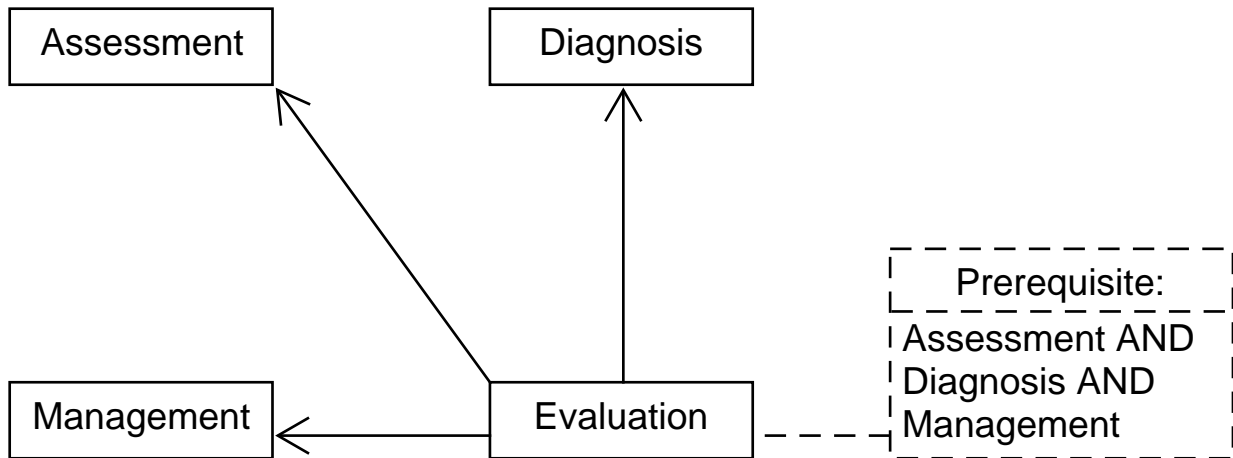 Assessment
Diagnosis
Management
Evaluation
Prerequisite:
Assessment AND
Diagnosis AND
Management